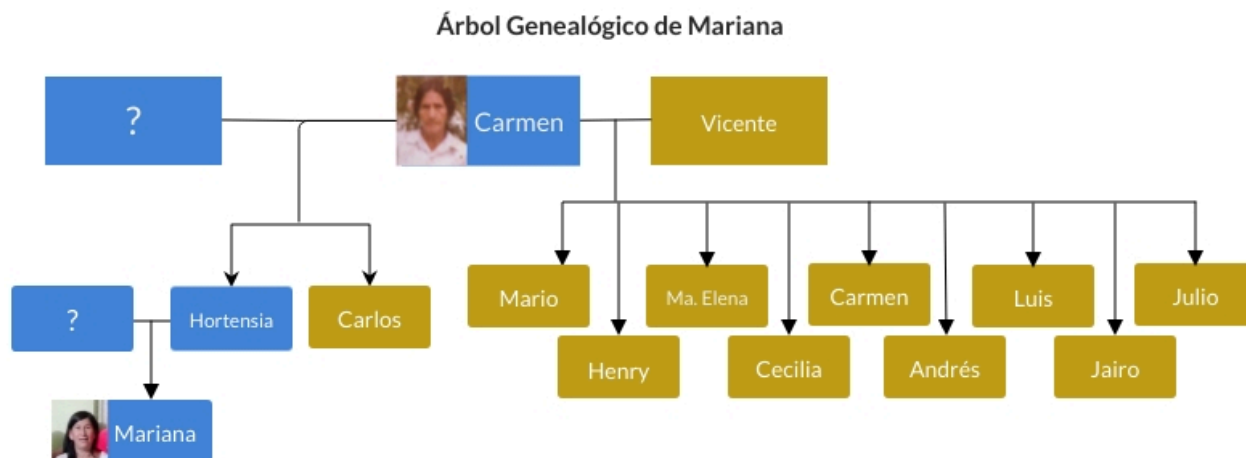 Árbol Genealógico de Mariana
?
Carmen
Vicente
?
Hortensia
Carlos
Mario
Ma. Elena
Carmen
Luis
Julio
Henry
Cecilia
Andrés
Jairo
Mariana